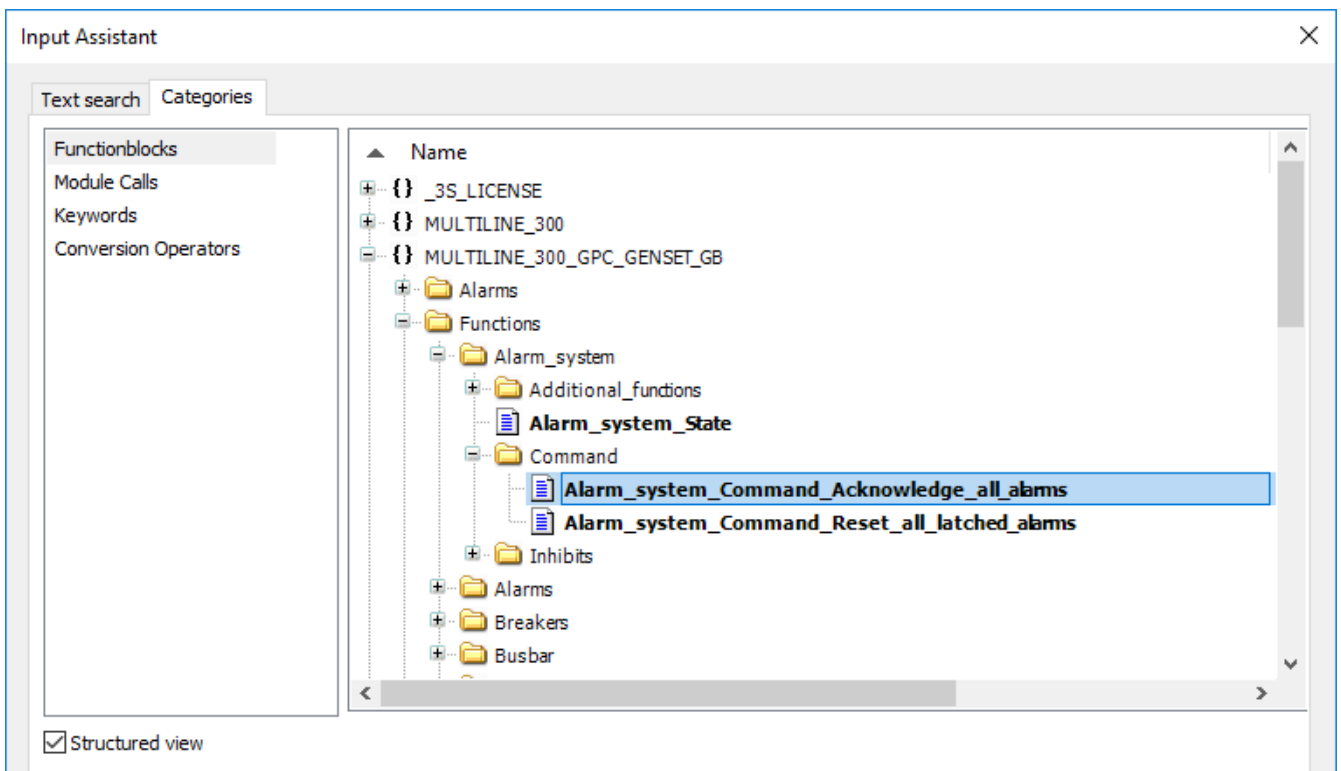 Input Assistant
Text search Categories
Functionblocks
Module Calls
Keywords
Conversion Operators
Name
{} _3S_LICENSE
{} MULTILINE_300
{} MULTILINE_300_GPC_GENSET_GB
Alarms
Functions
Alarm_system
Additional_functions
Alarm_system_State
Command
Alarm_system_Command_Acknowledge_all_alarms
Alarm_system_Command_Reset_all_latched_alarms
Inhibits
Alarms
Breakers
Busbar
Structured view